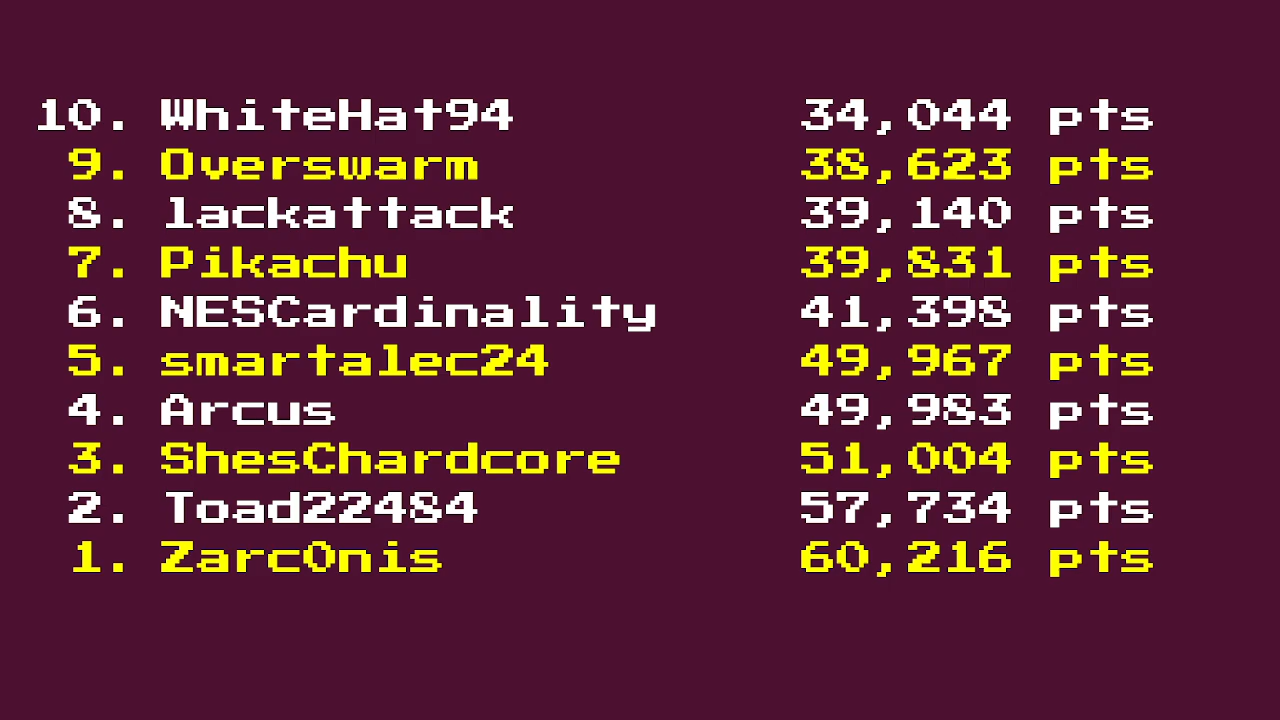 10. WhiteHat94 34,044 pts
9. Overswarm 38,623 pts
8. lackattack 39,140 pts
7. Pikachu 39,831 pts
6. NESCardinality 41,398 pts
5. smartalec24 49,967 pts
4. Arcus 49,983 pts
3. ShesChardcore 51,004 pts
2. Toad22484 57,734 pts
1. Zarc0nis 60,216 pts